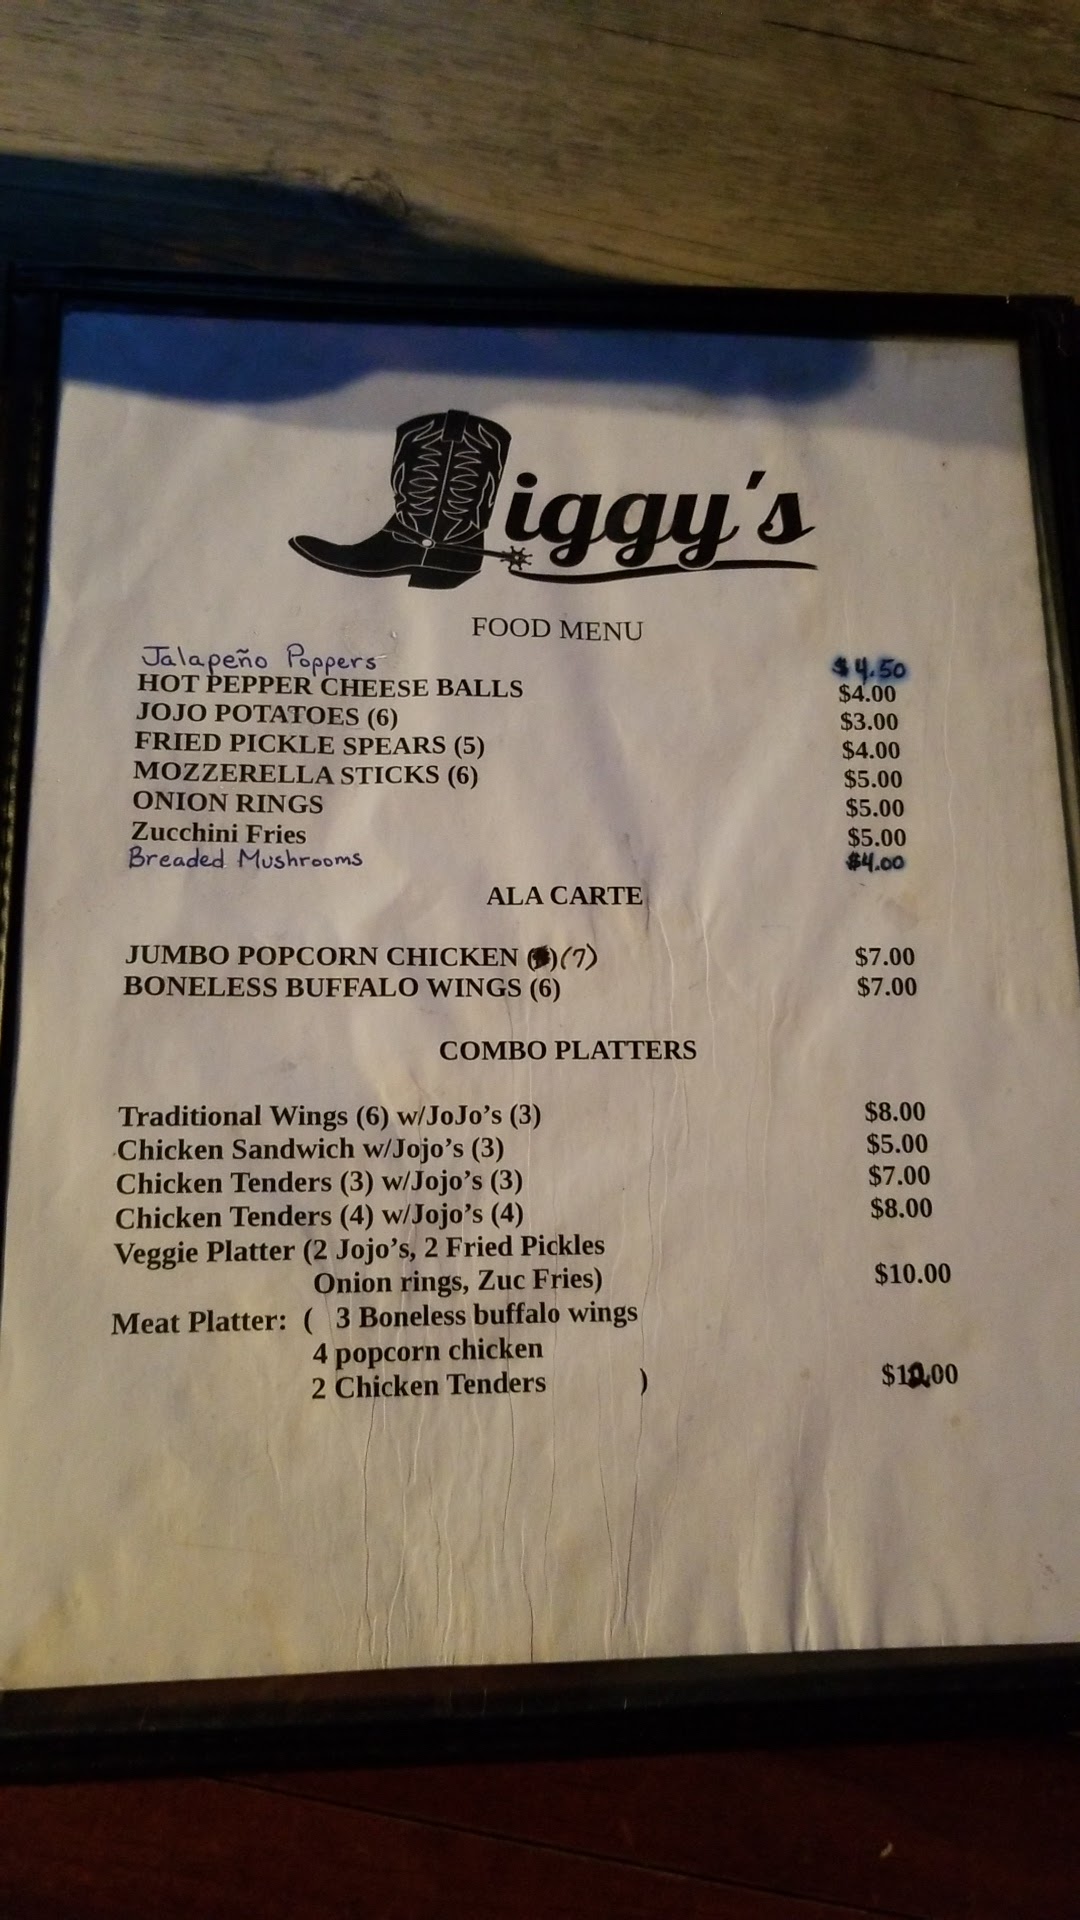 Jiggy's
FOOD MENU
Jalapeño Poppers $4.50
HOT PEPPER CHEESE BALLS $4.00
JOJO POTATOES (6) $3.00
FRIED PICKLE SPEARS (5) $4.00
MOZZERELLA STICKS (6) $5.00
ONION RINGS $5.00
Zucchini Fries $5.00
Breaded Mushrooms $4.00
ALA CARTE
JUMBO POPCORN CHICKEN (7) $7.00
BONELESS BUFFALO WINGS (6) $7.00
COMBO PLATTERS
Traditional Wings (6) w/JoJo’s (3) $8.00
Chicken Sandwich w/Jojo’s (3) $5.00
Chicken Tenders (3) w/Jojo’s (3) $7.00
Chicken Tenders (4) w/Jojo’s (4) $8.00
Veggie Platter (2 Jojo’s, 2 Fried Pickles
Onion rings, Zuc Fries) $10.00
Meat Platter: ( 3 Boneless buffalo wings
4 popcorn chicken
2 Chicken Tenders ) $12.00